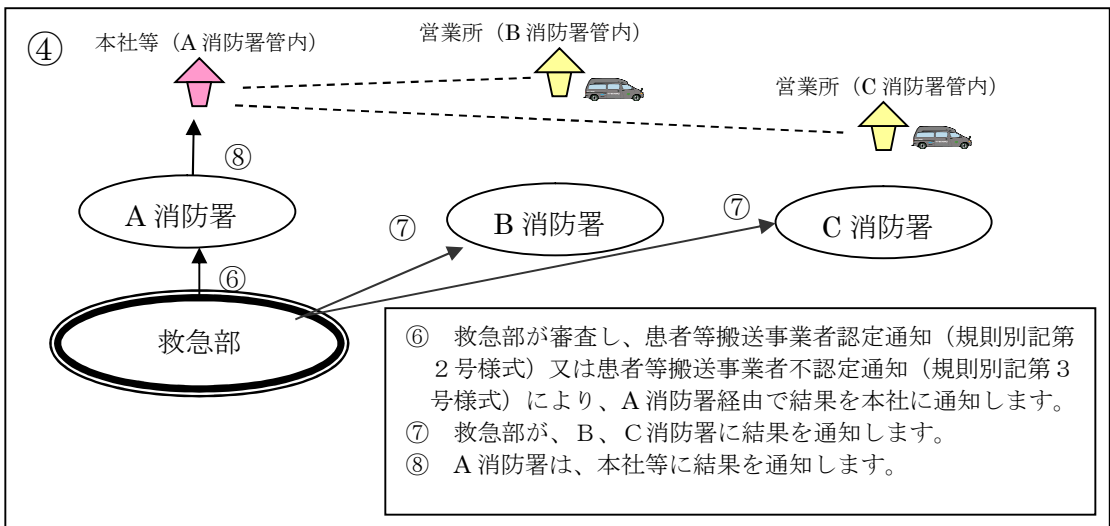 ④
本社等（A 消防署管内）
営業所（B 消防署管内）
営業所（C 消防署管内）
⑧
A 消防署
⑦
B 消防署
⑦
C 消防署
⑥
救急部
⑥　救急部が審査し、患者等搬送事業者認定通知（規則別記第
２号様式）又は患者等搬送事業者不認定通知（規則別記第３
号様式）により、A 消防署経由で結果を本社に通知します。
⑦　救急部が、Ｂ、Ｃ消防署に結果を通知します。
⑧　A 消防署は、本社等に結果を通知します。